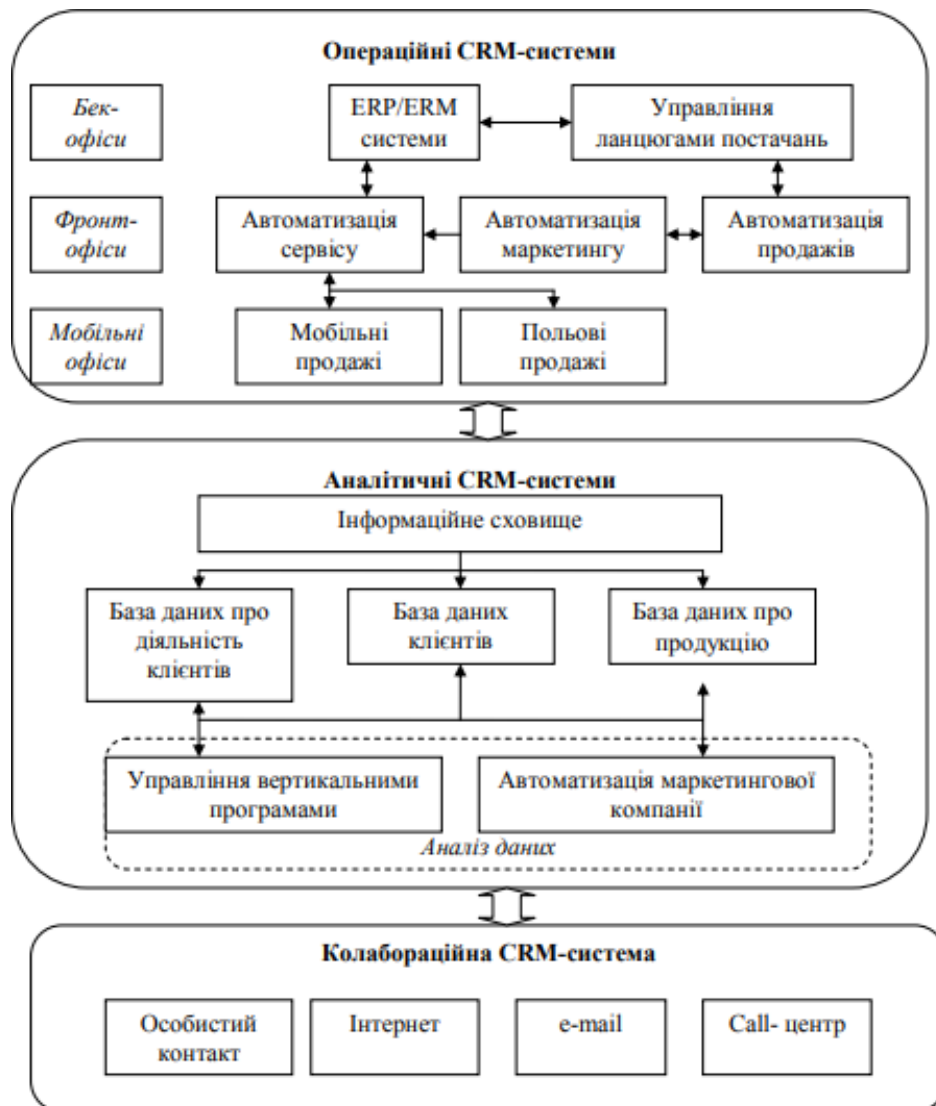 Операційні CRM-системи
Бек-
офіси
ERP/ERM
системи
Управління
ланцюгами постачань
Фронт-
офіси
Автоматизація
сервісу
Автоматизація
маркетингу
Автоматизація
продажів
Мобільні
офіси
Мобільні
продажі
Польові
продажі
Аналітичні CRM-системи
Інформаційне сховище
База даних про
діяльність
клієнтів
База даних
клієнтів
База даних про
продукцію
Управління вертикальними
програмами
Автоматизація маркетингової
компанії
Аналіз даних
Колабораційна CRM-система
Особистий
контакт
Інтернет
e-mail
Call- центр